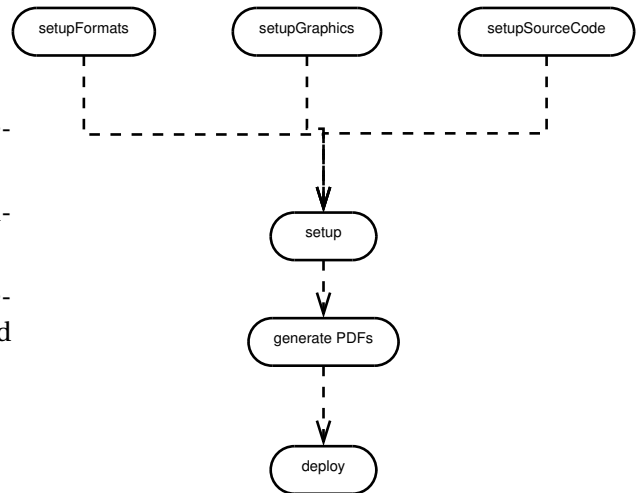 setupFormats setupGraphics setupSourceCode
-
-
setup
-
generate PDFs
d
deploy